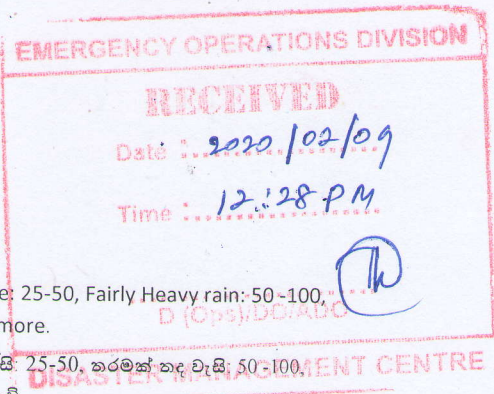 EMERGENCY OPERATIONS DIVISION
RECEIVED
Date : 2020/02/09
Time : 12:28 PM
e: 25-50, Fairly Heavy rain: 50 -100,
D (Ops)/DO/ADO
more.
සි: 25-50, තරමක් තද වැසි: 50 -100,
DISASTER MANAGEMENT CENTRE